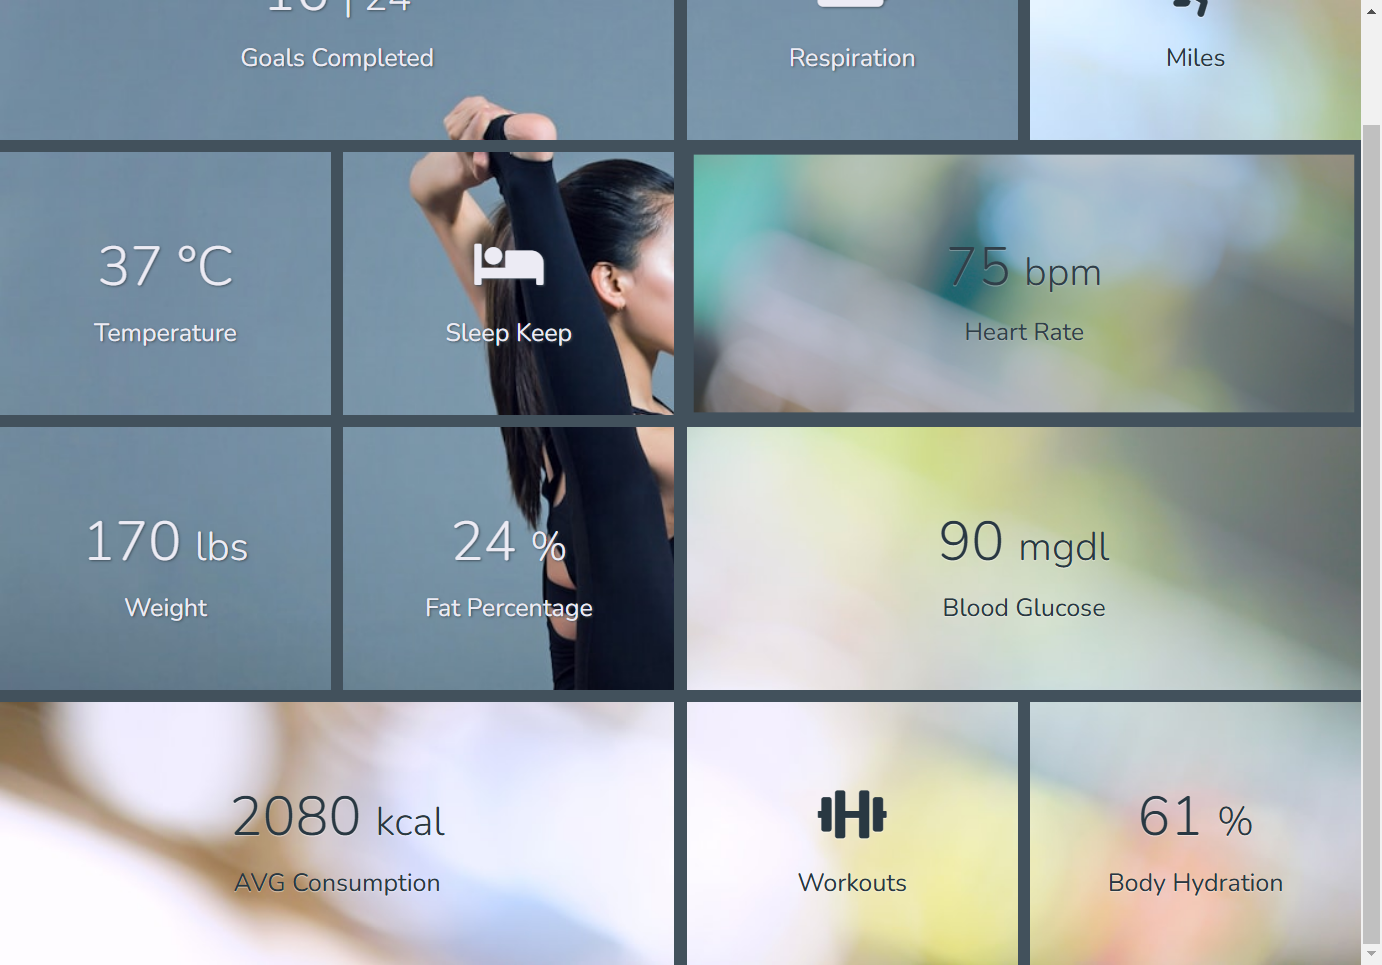 Goals Completed
Respiration
Miles
37 °C
Temperature
Sleep Keep
75 bpm
Heart Rate
170 lbs
Weight
24 %
Fat Percentage
90 mgdl
Blood Glucose
2080 kcal
AVG Consumption
Workouts
61 %
Body Hydration